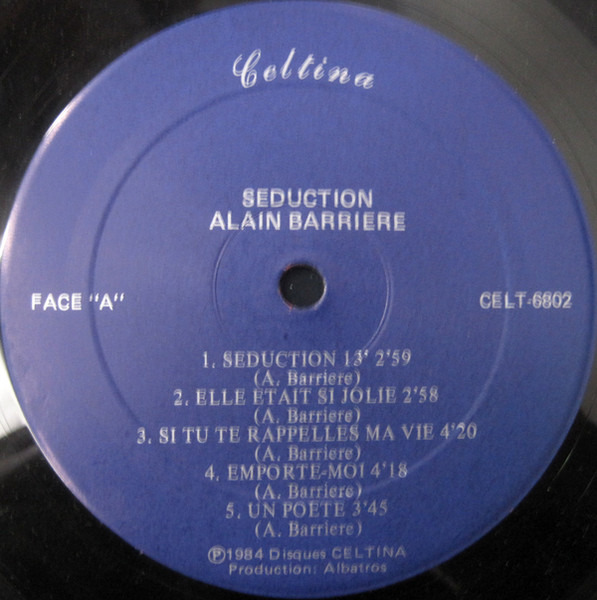 Celtina
SEDUCTION
ALAIN BARRIERE
FACE "A"
CELT-6802
1. SEDUCTION 13' 2'59
(A. Barriere)
2. ELLE ETAIT SI JOLIE 2'58
(A. Barriere)
3. SI TU TE RAPPELLES MA VIE 4'20
(A. Barriere)
4. EMPORTE-MOI 4'18
(A. Barriere)
5. UN POETE 3'45
(A. Barriere)
℗1984 Disques CELTINA
Production: Albatros